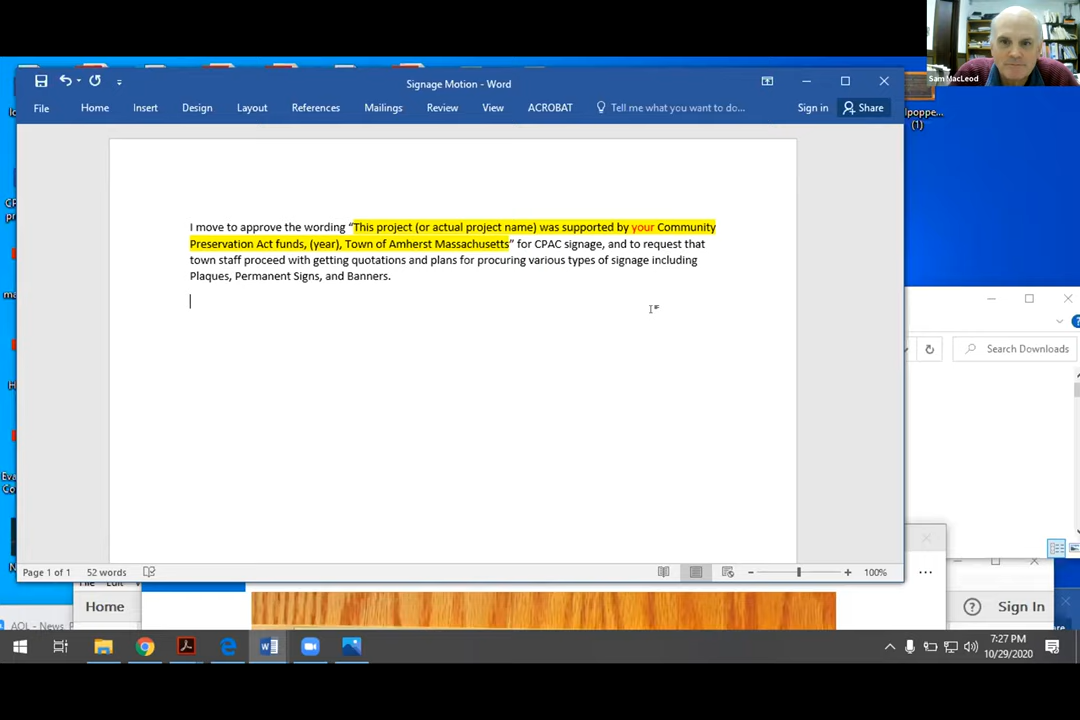 Sam MacLeod
Signage Motion - Word
File Home Insert Design Layout References Mailings Review View ACROBAT Tell me what you want to do... Sign in Share
lpoppe...
(1)
I move to approve the wording “This project (or actual project name) was supported by your Community
Preservation Act funds, (year), Town of Amherst Massachusetts” for CPAC signage, and to request that
town staff proceed with getting quotations and plans for procuring various types of signage including
Plaques, Permanent Signs, and Banners.
Search Downloads
Page 1 of 1 52 words 100%
Home
Sign In
AOL - News,
7:27 PM
10/29/2020